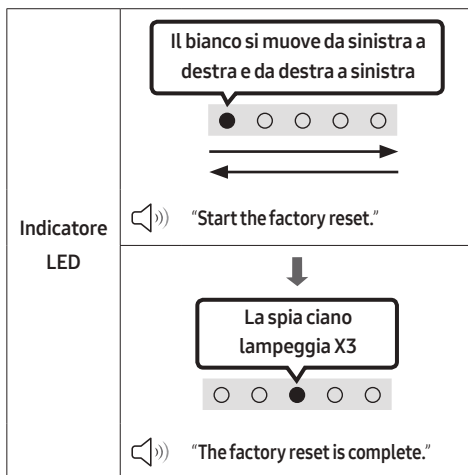 Indicatore
LED
Il bianco si muove da sinistra a
destra e da destra a sinistra
"Start the factory reset."
La spia ciano
lampeggia X3
"The factory reset is complete."